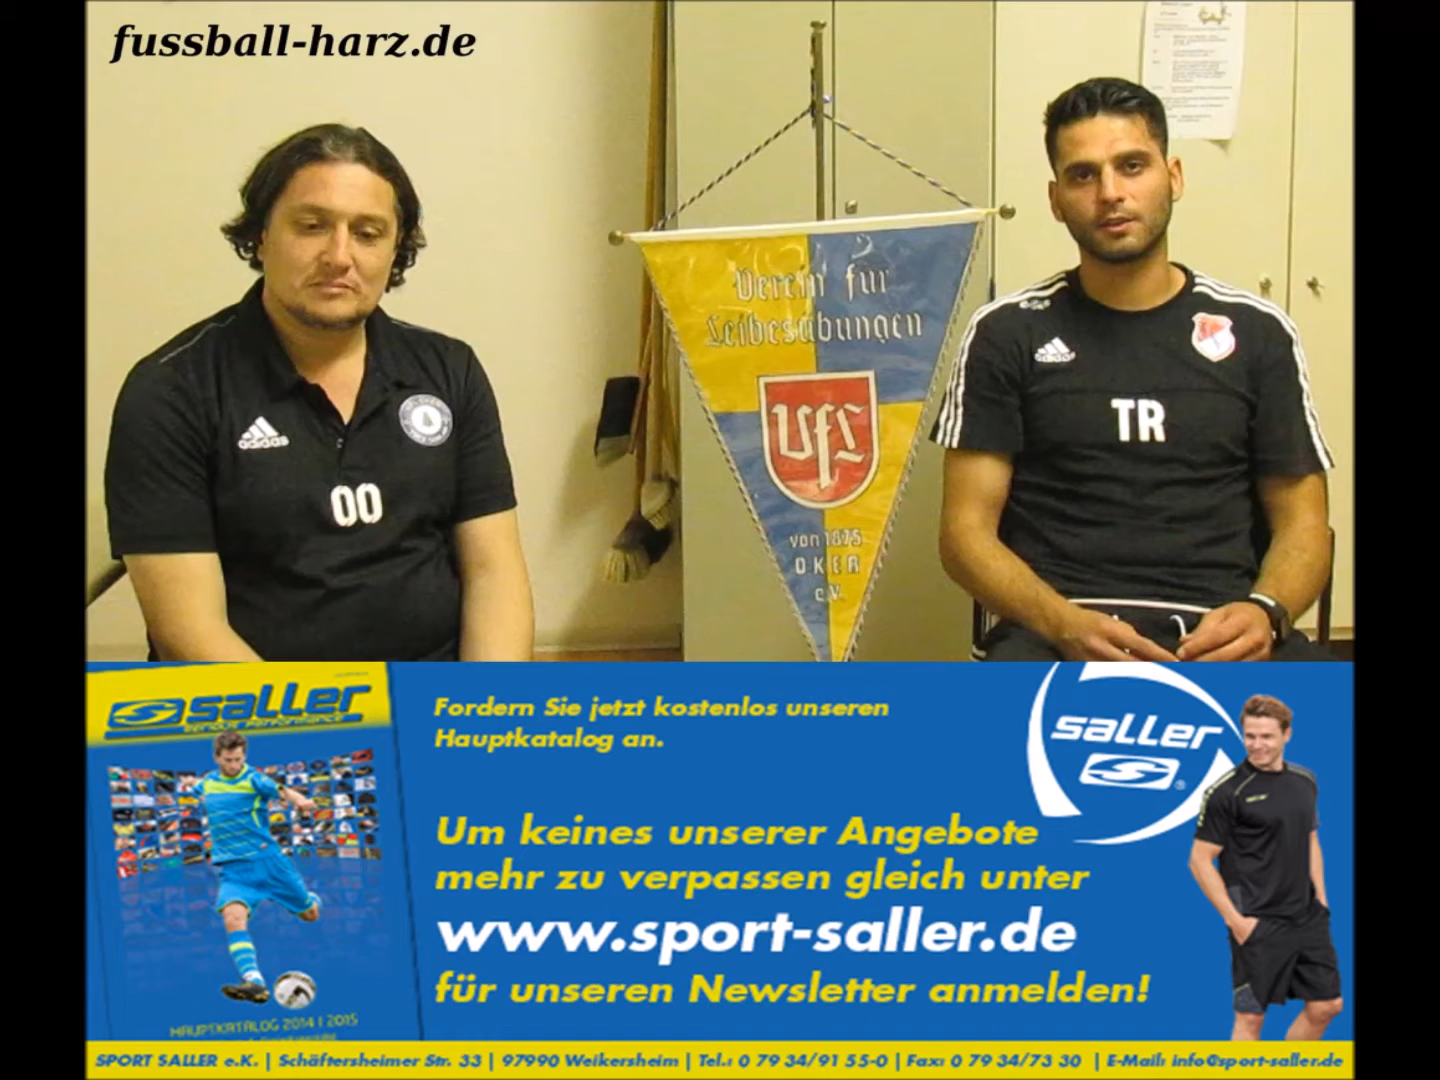 fussball-harz.de
Verein für
Leibesübungen
VfL
von 1875
OKER
e.V.
adidas
OO
adidas
TR
saller
Fordern Sie jetzt kostenlos unseren
Hauptkatalog an.
saller
Um keines unserer Angebote
mehr zu verpassen gleich unter
www.sport-saller.de
für unseren Newsletter anmelden!
HAUPTKATALOG 2014 | 2015
SPORT SALLER e.K. | Schäftersheimer Str. 33 | 97990 Weikersheim | Tel.: 0 79 34/91 55-0 | Fax: 0 79 34/73 30 | E-Mail: info@sport-saller.de